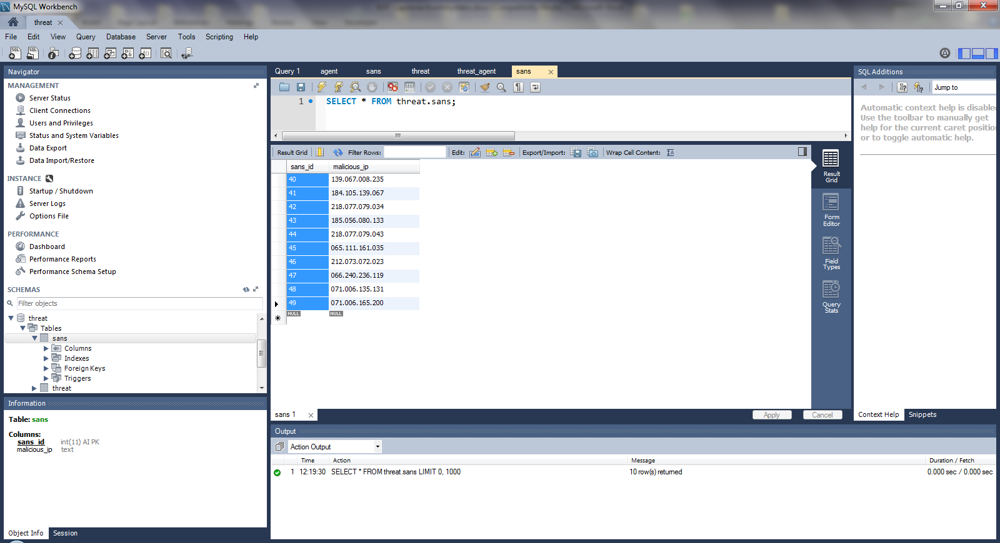 MySQL Workbench
threat
File Edit View Query Database Server Tools Scripting Help
Navigator
MANAGEMENT
Server Status
Client Connections
Users and Privileges
Status and System Variables
Data Export
Data Import/Restore
INSTANCE
Startup / Shutdown
Server Logs
Options File
PERFORMANCE
Dashboard
Performance Reports
Performance Schema Setup
SCHEMAS
Filter objects
threat
Tables
sans
Columns
Indexes
Foreign Keys
Triggers
threat
Information
Table: sans
Columns:
sans_id int(11) AI PK
malicious_ip text
Object Info Session
Query 1 agent sans threat threat_agent sans
1 SELECT * FROM threat.sans;
Result Grid Filter Rows: Edit: Export/Import: Wrap Cell Content:
sans_id malicious_ip
40 139.067.008.235
41 184.105.139.067
42 218.077.079.034
43 185.056.080.133
44 218.077.079.043
45 065.111.161.035
46 212.073.072.023
47 066.240.236.119
48 071.006.135.131
49 071.006.165.200
NULL NULL
Result
Grid
Form
Editor
Field
Types
Query
Stats
sans 1 Apply Cancel
Output
Action Output
Time Action Message Duration / Fetch
1 12:19:30 SELECT * FROM threat.sans LIMIT 0, 1000 10 row(s) returned 0.000 sec / 0.000 sec
SQL Additions
Jump to
Automatic context help is disable
Use the toolbar to manually get
help for the current caret positio
or to toggle automatic help.
Context Help Snippets